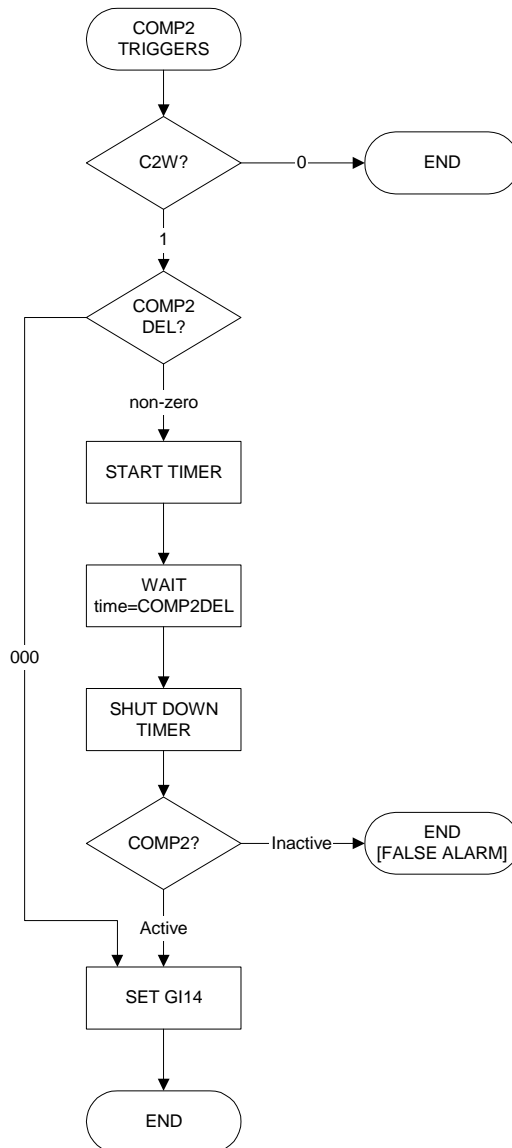 COMP2
TRIGGERS
C2W?
0
END
1
COMP2
DEL?
non-zero
START TIMER
WAIT
time=COMP2DEL
000
SHUT DOWN
TIMER
COMP2?
Inactive
END
[FALSE ALARM]
Active
SET GI14
END